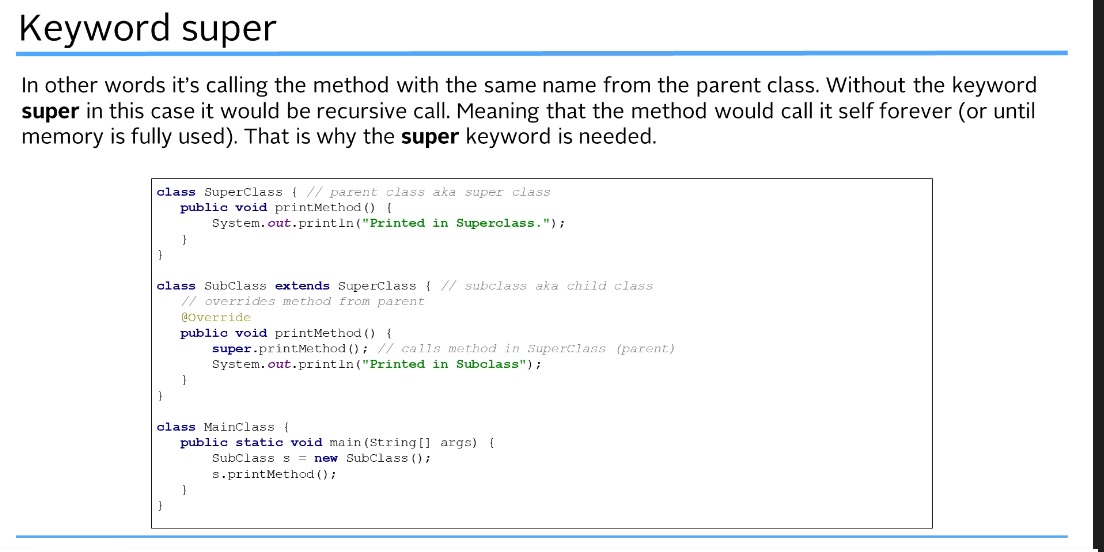 Keyword super
In other words it's calling the method with the same name from the parent class. Without the keyword
super in this case it would be recursive call. Meaning that the method would call it self forever (or until
memory is fully used). That is why the super keyword is needed.
class SuperClass { // parent class aka super class
public void printMethod() {
System.out.println("Printed in Superclass.");
}
}
class SubClass extends SuperClass { // subclass aka child class
// overrides method from parent
@Override
public void printMethod() {
super.printMethod(); // calls method in SuperClass (parent)
System.out.println("Printed in Subclass");
}
}
class MainClass {
public static void main(String[] args) {
SubClass s = new SubClass();
s.printMethod();
}
}